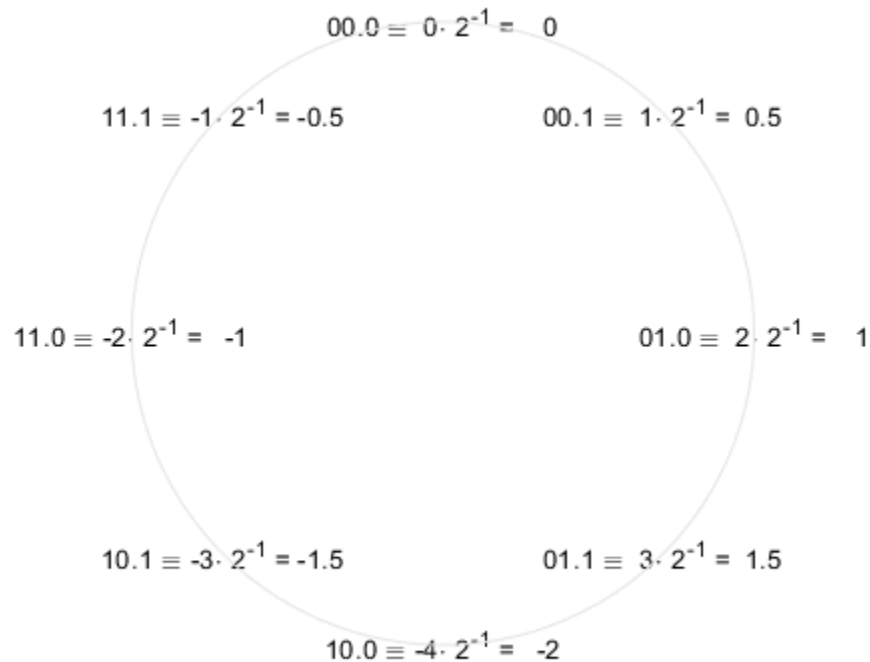 00.0 ≡ 0· 2⁻¹ = 0
11.1 ≡ -1· 2⁻¹ = -0.5
00.1 ≡ 1· 2⁻¹ = 0.5
11.0 ≡ -2· 2⁻¹ = -1
01.0 ≡ 2· 2⁻¹ = 1
10.1 ≡ -3· 2⁻¹ = -1.5
01.1 ≡ 3· 2⁻¹ = 1.5
10.0 ≡ -4· 2⁻¹ = -2